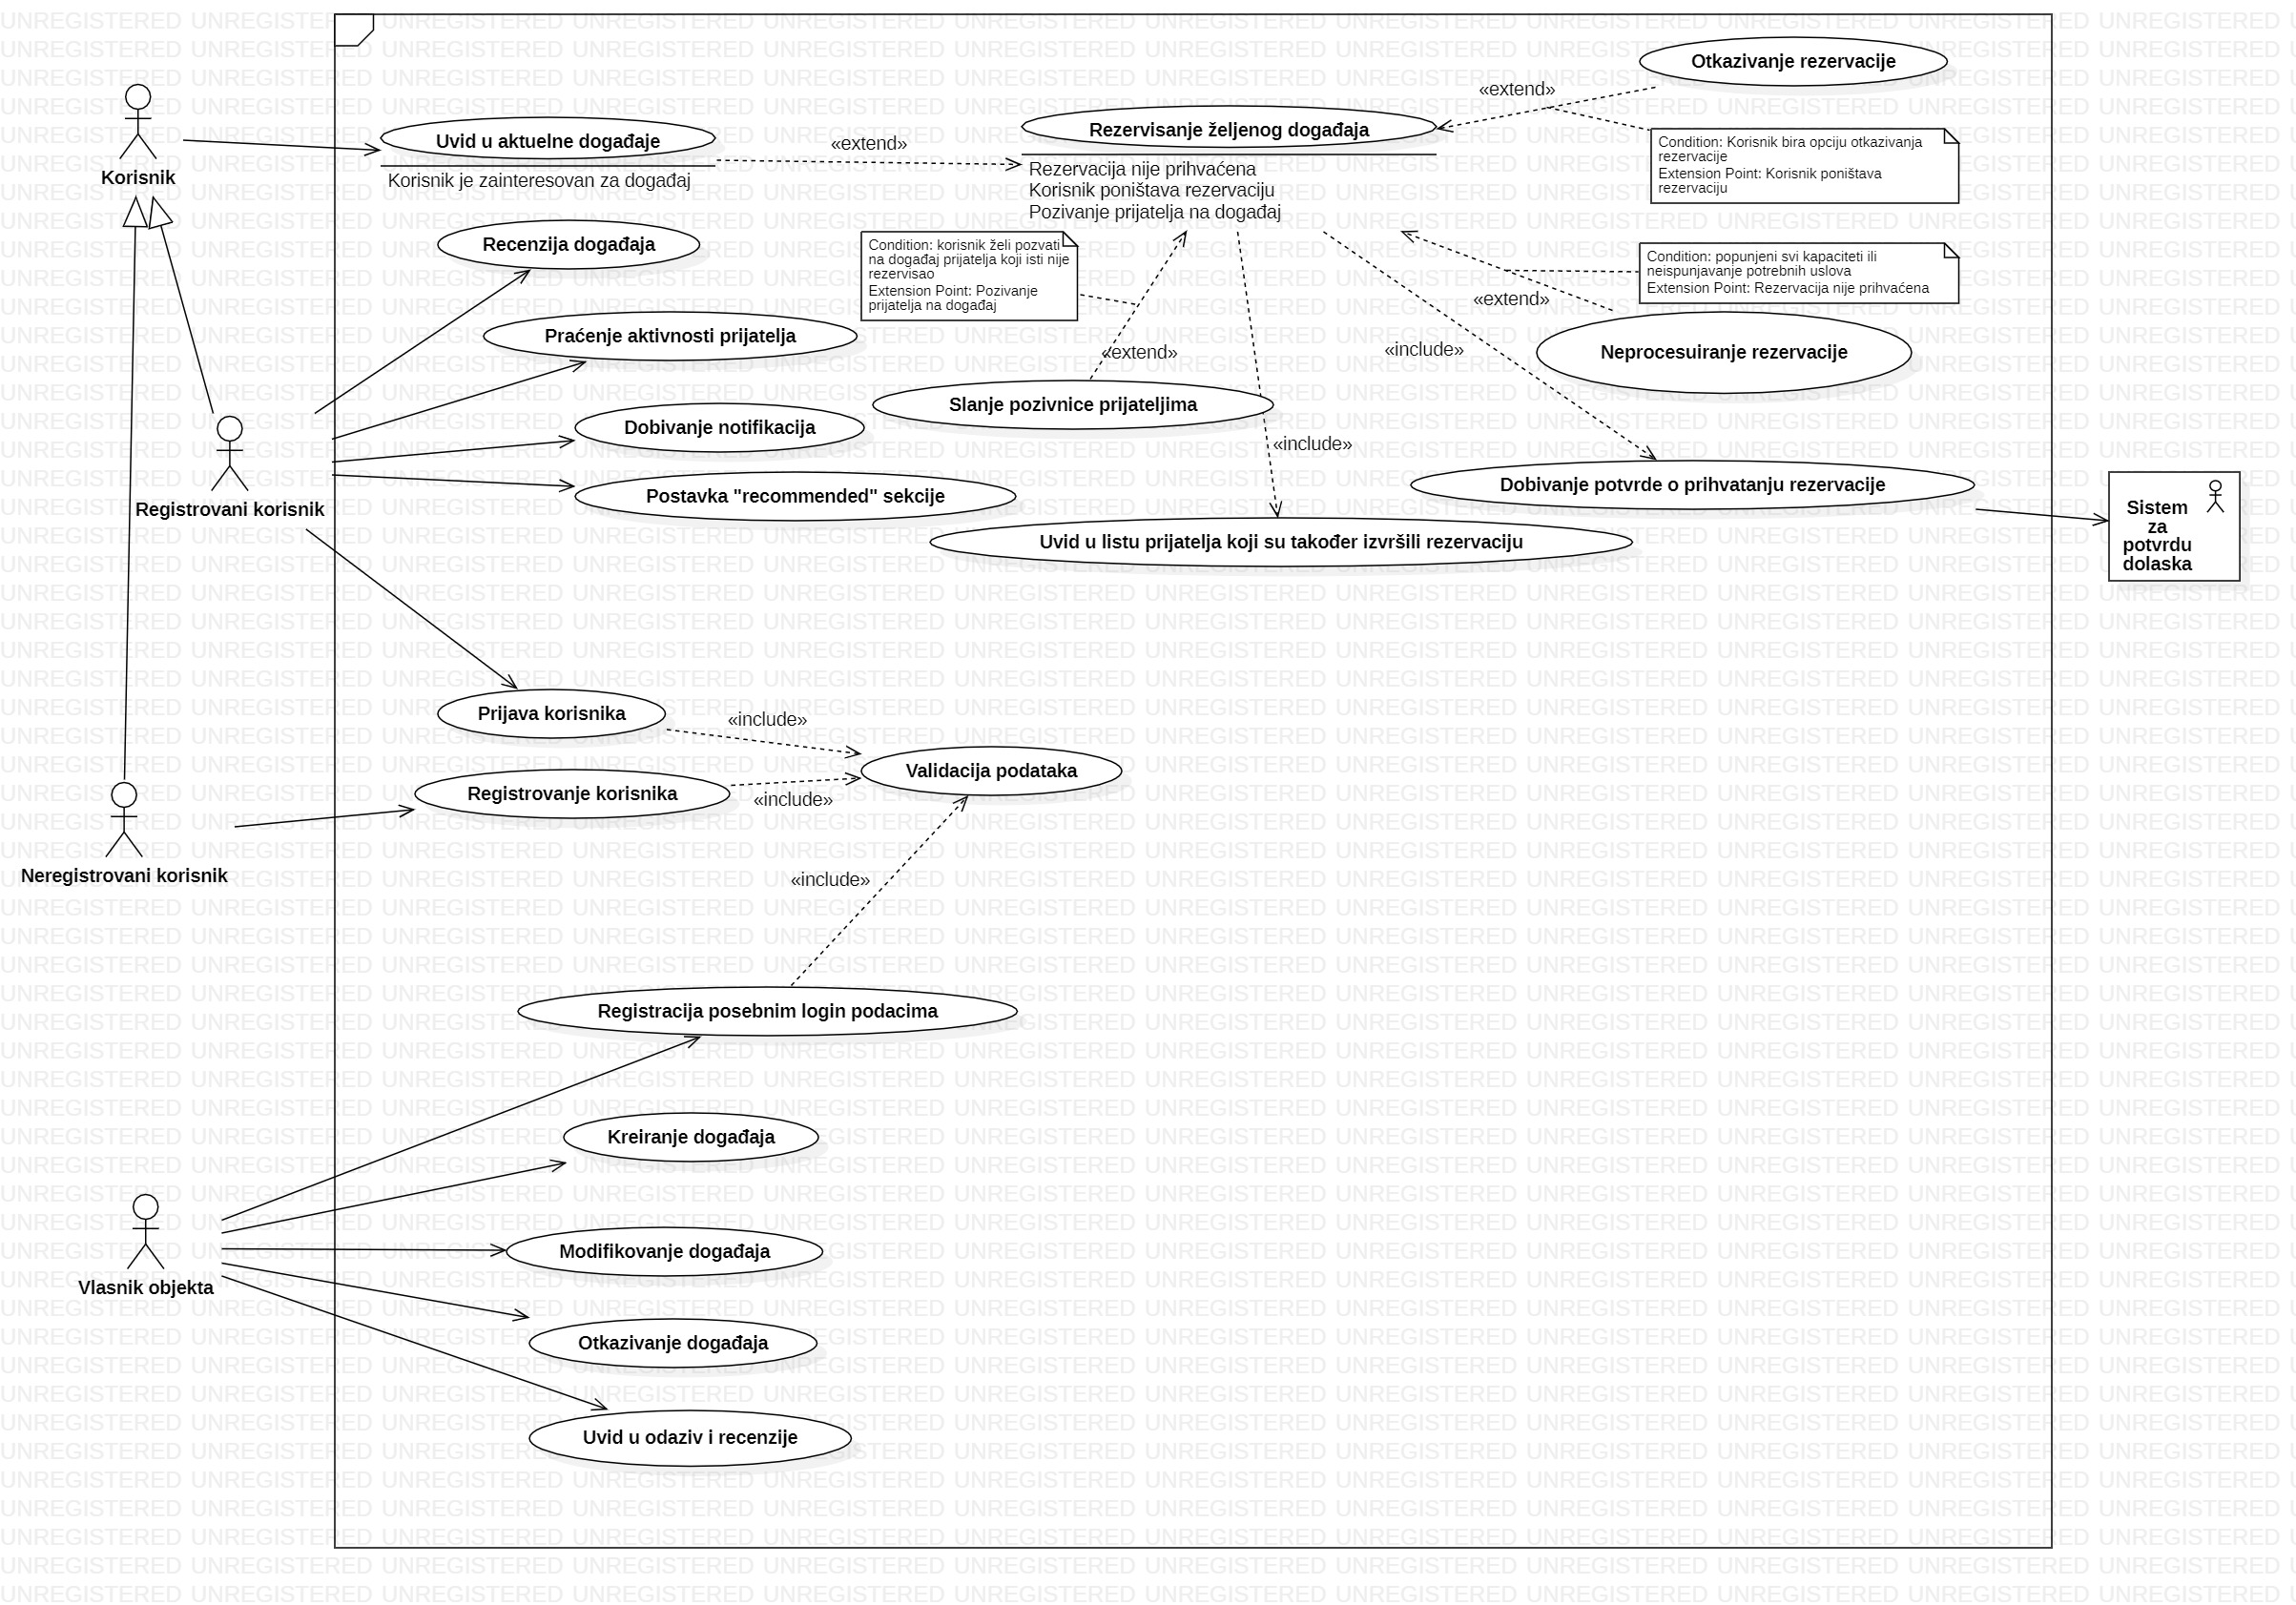 Korisnik
Uvid u aktuelne događaje
Korisnik je zainteresovan za događaj
«extend»
Rezervisanje željenog događaja
Rezervacija nije prihvaćena
Korisnik poništava rezervaciju
Pozivanje prijatelja na događaj
«extend»
Otkazivanje rezervacije
Condition: Korisnik bira opciju otkazivanja
rezervacije
Extension Point: Korisnik poništava
rezervaciju
Recenzija događaja
Condition: korisnik želi pozvati
na događaj prijatelja koji isti nije
rezervisao
Extension Point: Pozivanje
prijatelja na događaj
Condition: popunjeni svi kapaciteti ili
neispunjavanje potrebnih uslova
Extension Point: Rezervacija nije prihvaćena
«extend»
Praćenje aktivnosti prijatelja
«extend»
«include»
Neprocesuiranje rezervacije
Slanje pozivnice prijateljima
Dobivanje notifikacija
«include»
Registrovani korisnik
Postavka "recommended" sekcije
Dobivanje potvrde o prihvatanju rezervacije
Uvid u listu prijatelja koji su također izvršili rezervaciju
Sistem
za
potvrdu
dolaska
Prijava korisnika
«include»
Validacija podataka
Registrovanje korisnika
«include»
Neregistrovani korisnik
«include»
Registracija posebnim login podacima
Kreiranje događaja
Vlasnik objekta
Modifikovanje događaja
Otkazivanje događaja
Uvid u odaziv i recenzije
UNREGISTERED